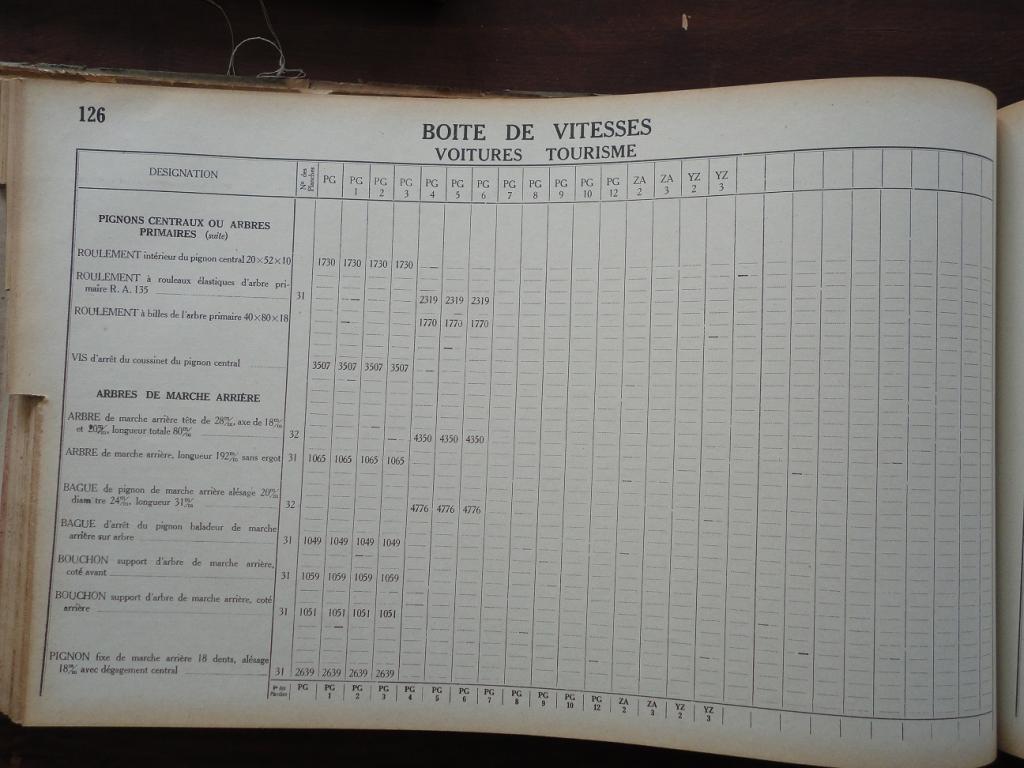 126
BOITE DE VITESSES
VOITURES TOURISME
DESIGNATION Nos des Planches PG PG 1 PG 2 PG 3 PG 4 PG 5 PG 6 PG 7 PG 8 PG 9 PG 10 PG 12 ZA 2 ZA 3 YZ 2 YZ 3
PIGNONS CENTRAUX OU ARBRES
PRIMAIRES (suite)
ROULEMENT intérieur du pignon central 20×52×10 1730 1730 1730 1730
ROULEMENT à rouleaux élastiques d'arbre pri-
maire R. A. 135 31 2319 2319 2319
ROULEMENT à billes de l'arbre primaire 40×80×18 1770 1770 1770
VIS d'arrêt du coussinet du pignon central 3507 3507 3507 3507
ARBRES DE MARCHE ARRIÈRE
ARBRE de marche arrière tête de 28m/m, axe de 18m/m
et 20m/m, longueur totale 80m/m 32 4350 4350 4350
ARBRE de marche arrière, longueur 192m/m sans ergot 31 1065 1065 1065 1065
BAGUE de pignon de marche arrière alésage 20m/m
diam tre 24m/m, longueur 31m/m 32 4776 4776 4776
BAGUE d'arrêt du pignon baladeur de marche
arrière sur arbre 31 1049 1049 1049 1049
BOUCHON support d'arbre de marche arrière,
coté avant 31 1059 1059 1059 1059
BOUCHON support d'arbre de marche arrière, coté
arrière 31 1051 1051 1051 1051
PIGNON fixe de marche arrière 18 dents, alésage
18m/m avec dégagement central 31 2639 2639 2639 2639
Nos des Planches PG PG 1 PG 2 PG 3 PG 4 PG 5 PG 6 PG 7 PG 8 PG 9 PG 10 PG 12 ZA 2 ZA 3 YZ 2 YZ 3